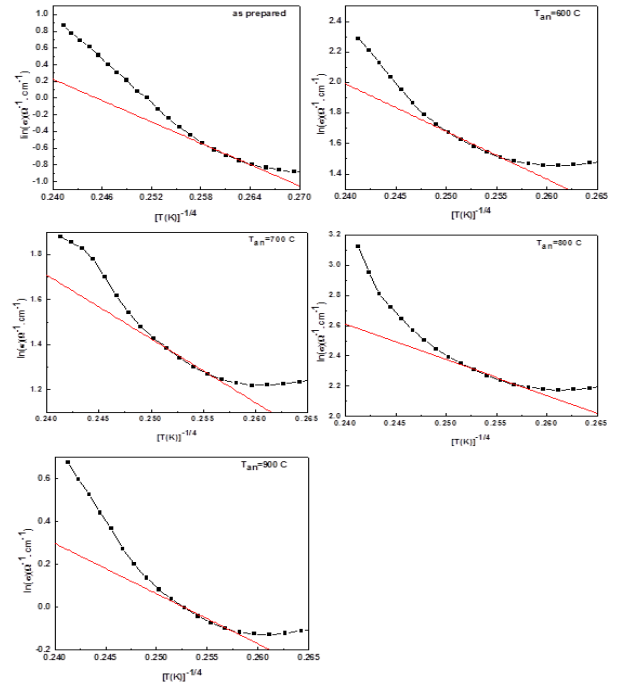 as prepared
ln(σ)(Ω⁻¹.cm⁻¹)
1.0
0.8
0.6
0.4
0.2
0.0
-0.2
-0.4
-0.6
-0.8
-1.0
0.240 0.246 0.252 0.258 0.264 0.270
[T(K)]⁻¹/⁴
Tan=600 C
ln(σ)(Ω⁻¹.cm⁻¹)
2.4
2.2
2.0
1.8
1.6
1.4
0.240 0.245 0.250 0.255 0.260 0.265
[T(K)]⁻¹/⁴
Tan=700 C
ln(σ)(Ω⁻¹.cm⁻¹)
1.8
1.6
1.4
1.2
0.240 0.245 0.250 0.255 0.260 0.265
[T(K)]⁻¹/⁴
Tan=800 C
ln(σ)(Ω⁻¹.cm⁻¹)
3.2
3.0
2.8
2.6
2.4
2.2
2.0
0.240 0.245 0.250 0.255 0.260 0.265
[T(K)]⁻¹/⁴
Tan=900 C
ln(σ)(Ω⁻¹.cm⁻¹)
0.6
0.4
0.2
0.0
-0.2
0.240 0.245 0.250 0.255 0.260 0.265
[T(K)]⁻¹/⁴